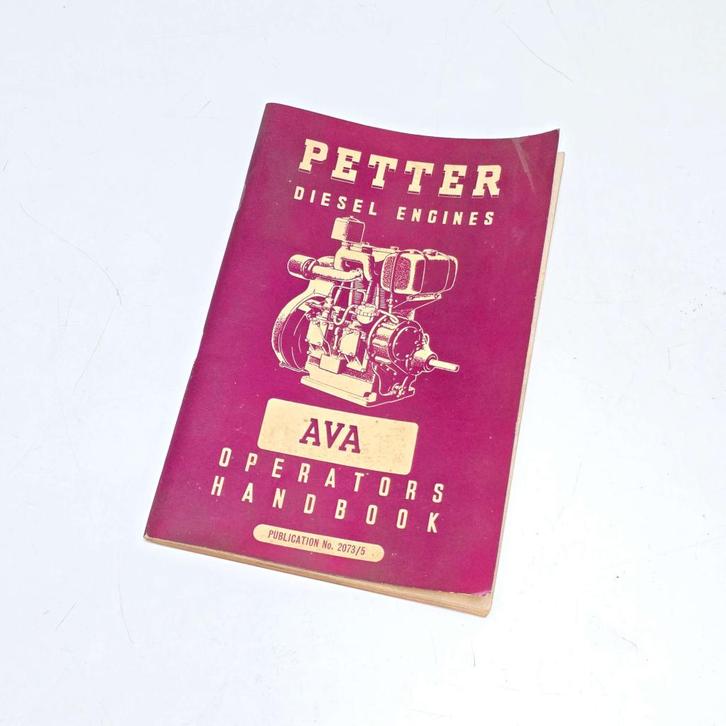 PETTER
DIESEL ENGINES
AVA
OPERATORS
HANDBOOK
PUBLICATION No. 2073/5